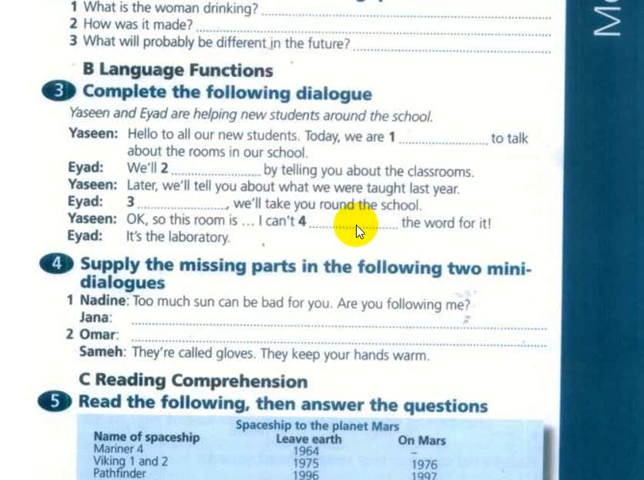 1 What is the woman drinking?
2 How was it made?
3 What will probably be different in the future?
B Language Functions
3 Complete the following dialogue
Yaseen and Eyad are helping new students around the school.
Yaseen: Hello to all our new students. Today, we are 1 .................... to talk
about the rooms in our school.
Eyad: We'll 2 .................... by telling you about the classrooms.
Yaseen: Later, we'll tell you about what we were taught last year.
Eyad: 3 ...................., we'll take you round the school.
Yaseen: OK, so this room is ... I can't 4 .................... the word for it!
Eyad: It's the laboratory.
4 Supply the missing parts in the following two mini-
dialogues
1 Nadine: Too much sun can be bad for you. Are you following me?
Jana:
2 Omar:
Sameh: They're called gloves. They keep your hands warm.
C Reading Comprehension
5 Read the following, then answer the questions
Spaceship to the planet Mars
Name of spaceship Leave earth On Mars
Mariner 4 1964 –
Viking 1 and 2 1975 1976
Pathfinder 1996 1997